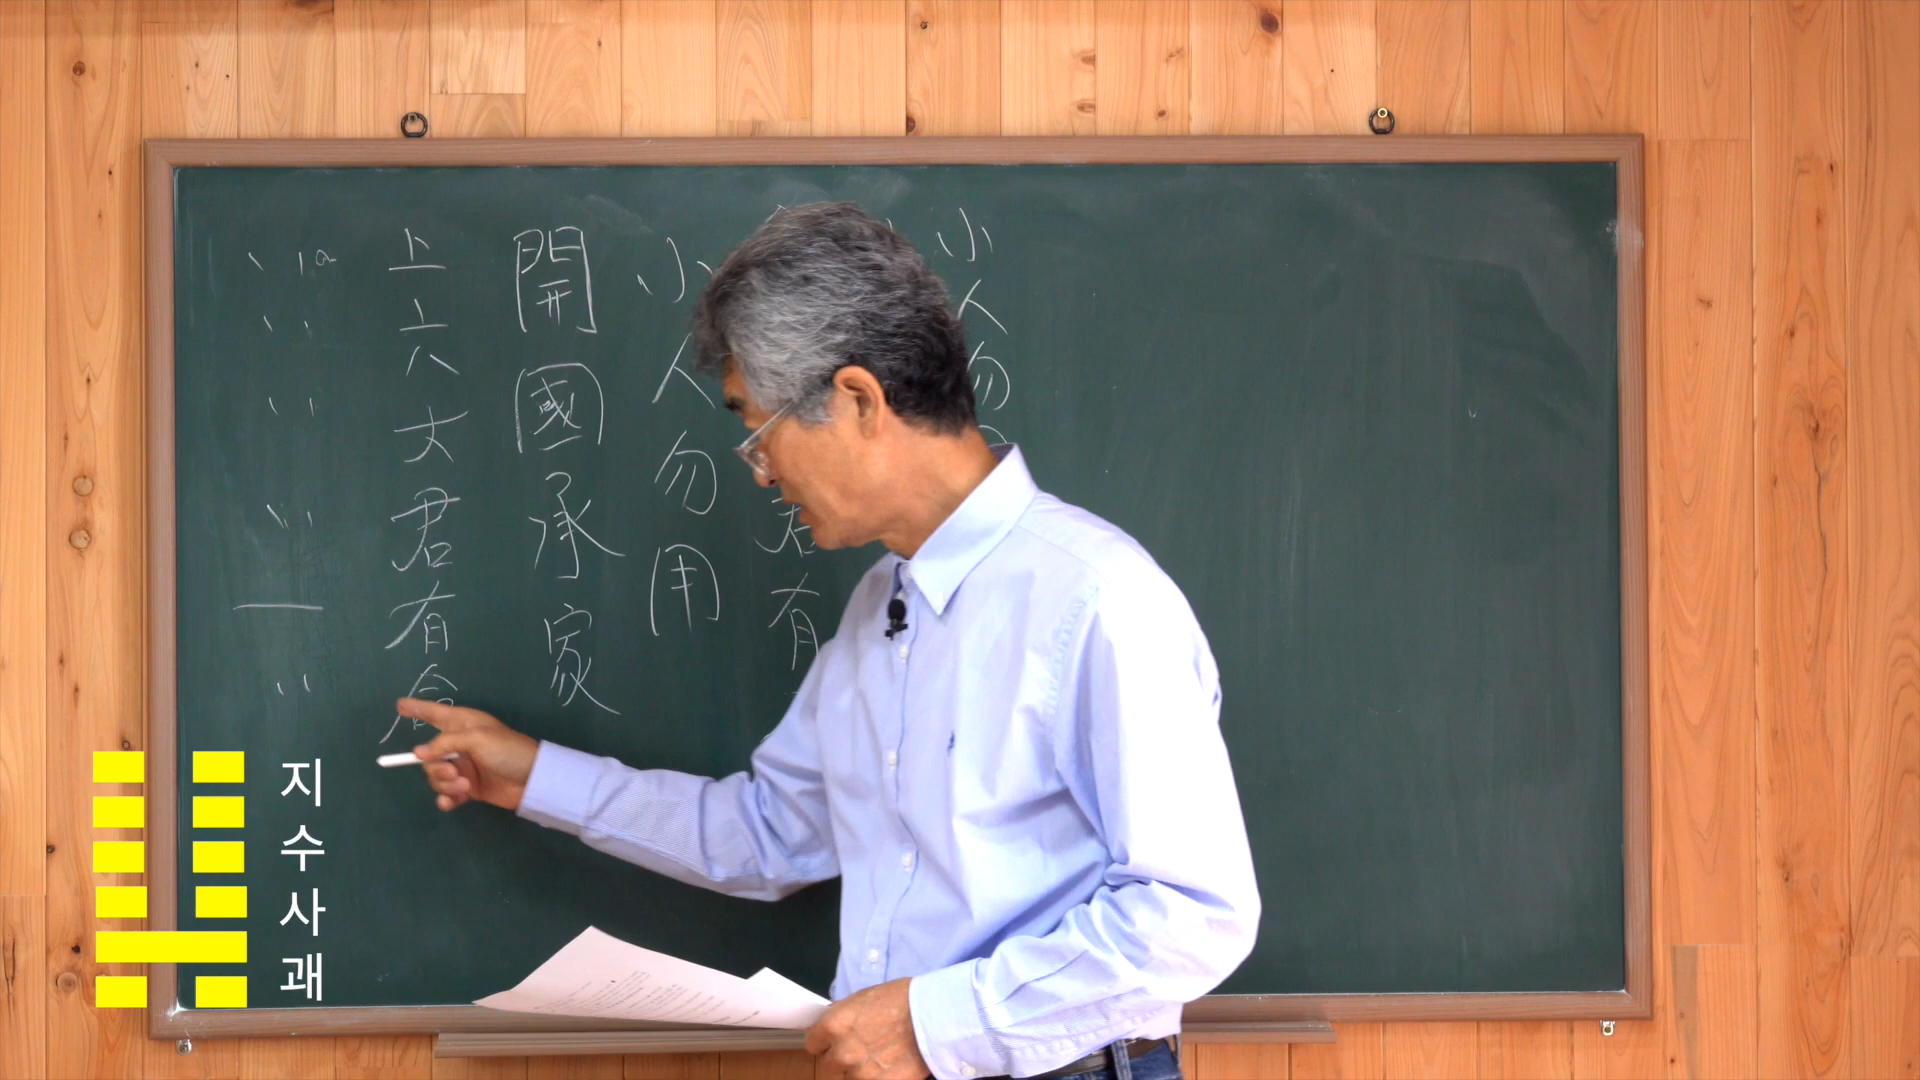 上六大君有命
開國承家
小人勿用
君有
小人勿
지수사괘